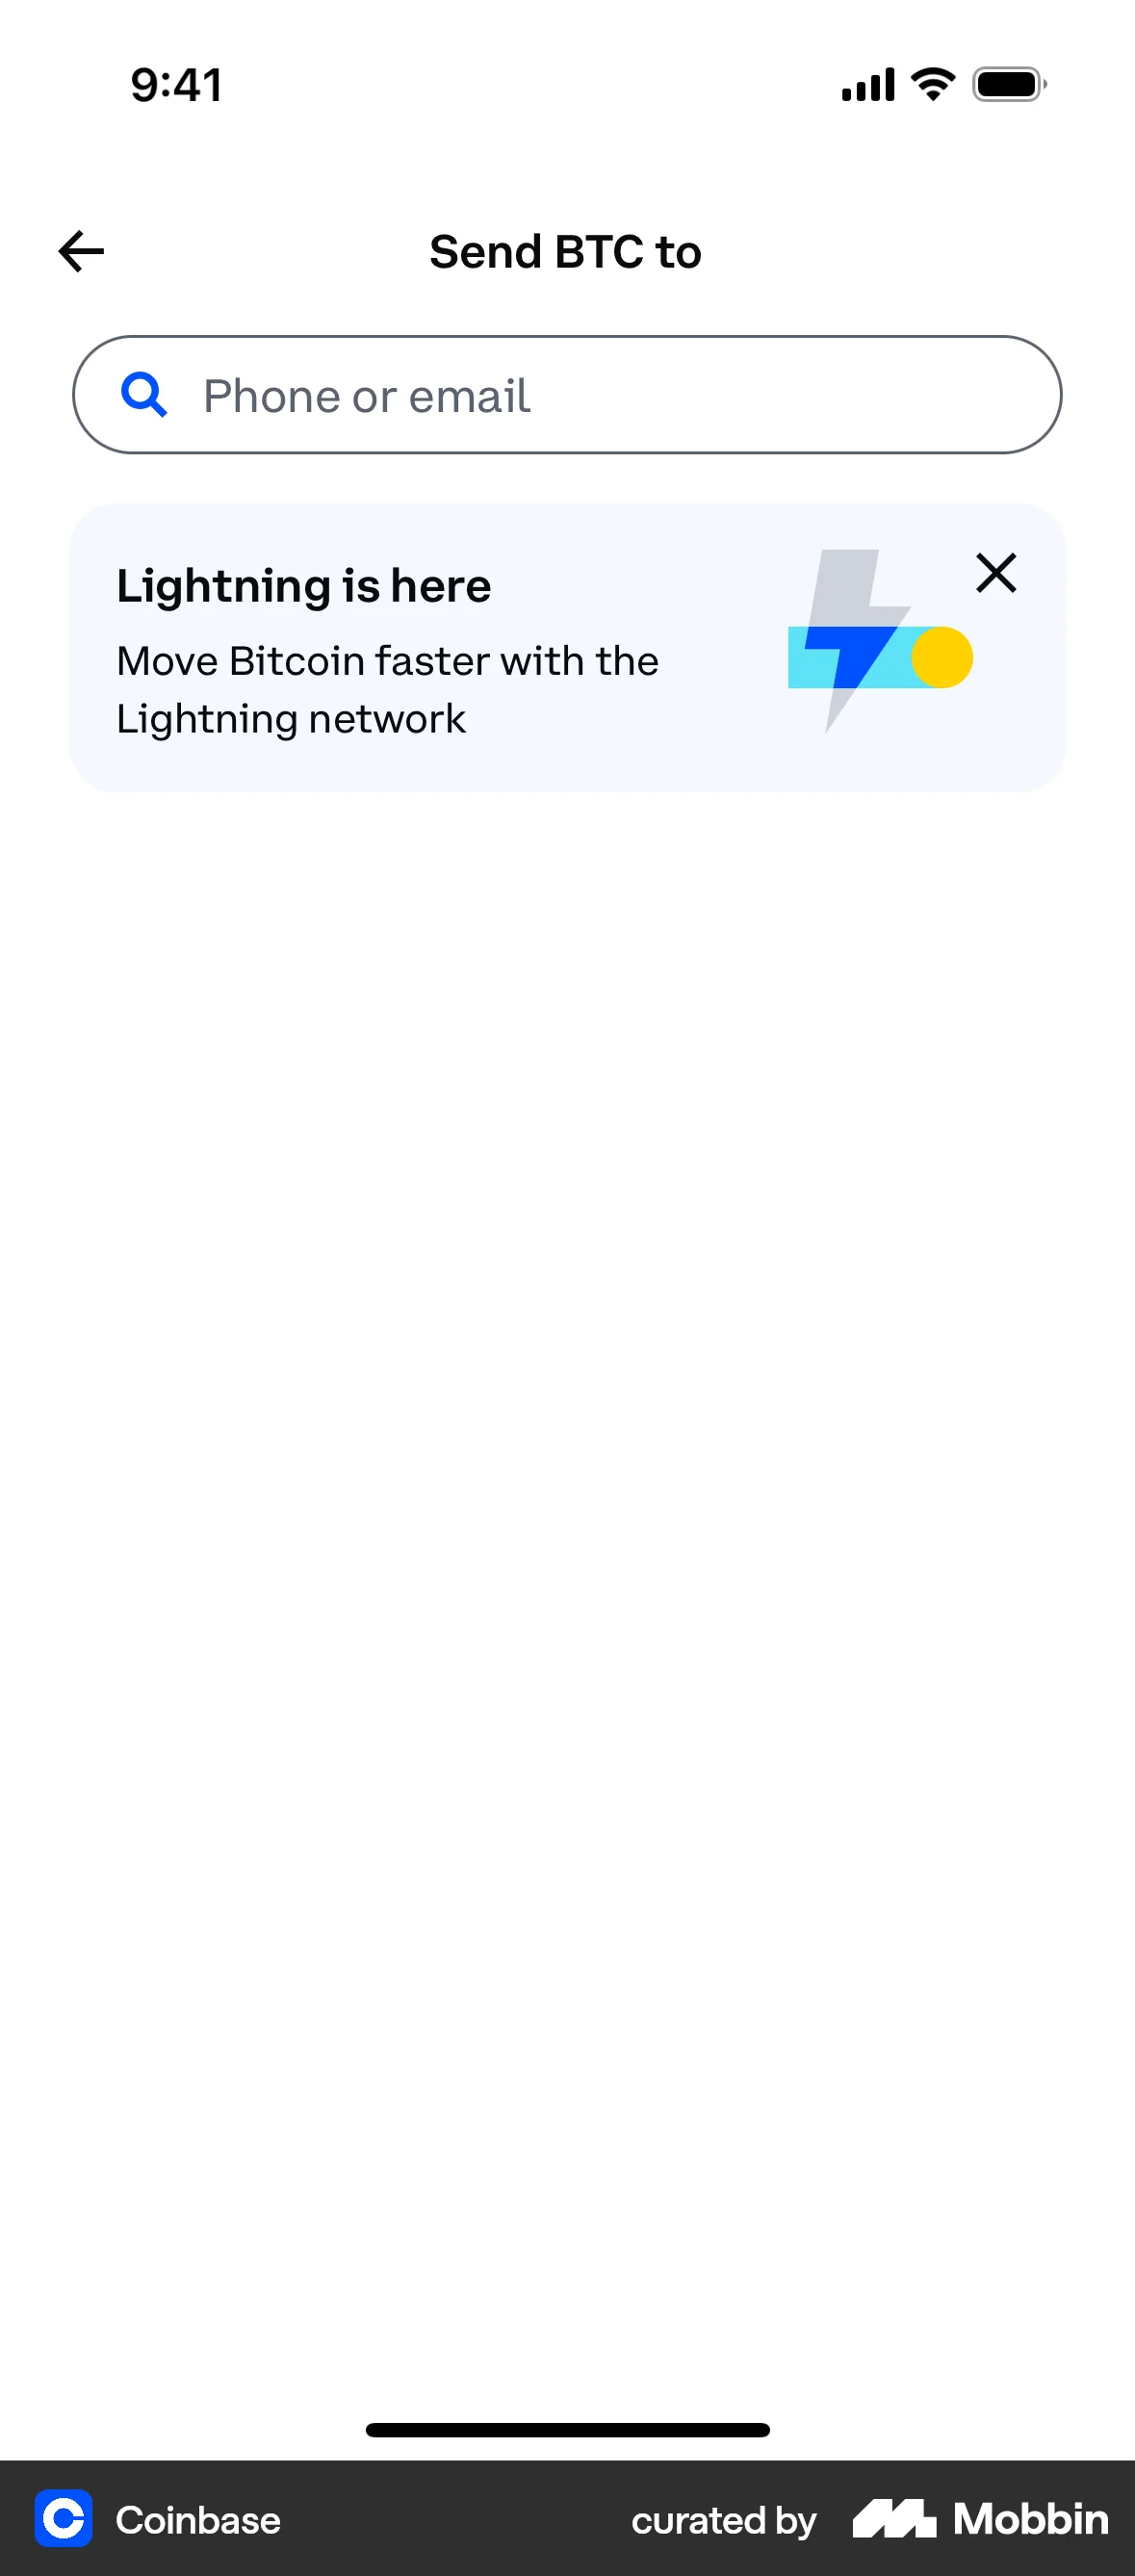 9:41
Send BTC to
Phone or email
Lightning is here
Move Bitcoin faster with the
Lightning network
Coinbase
curated by
Mobbin